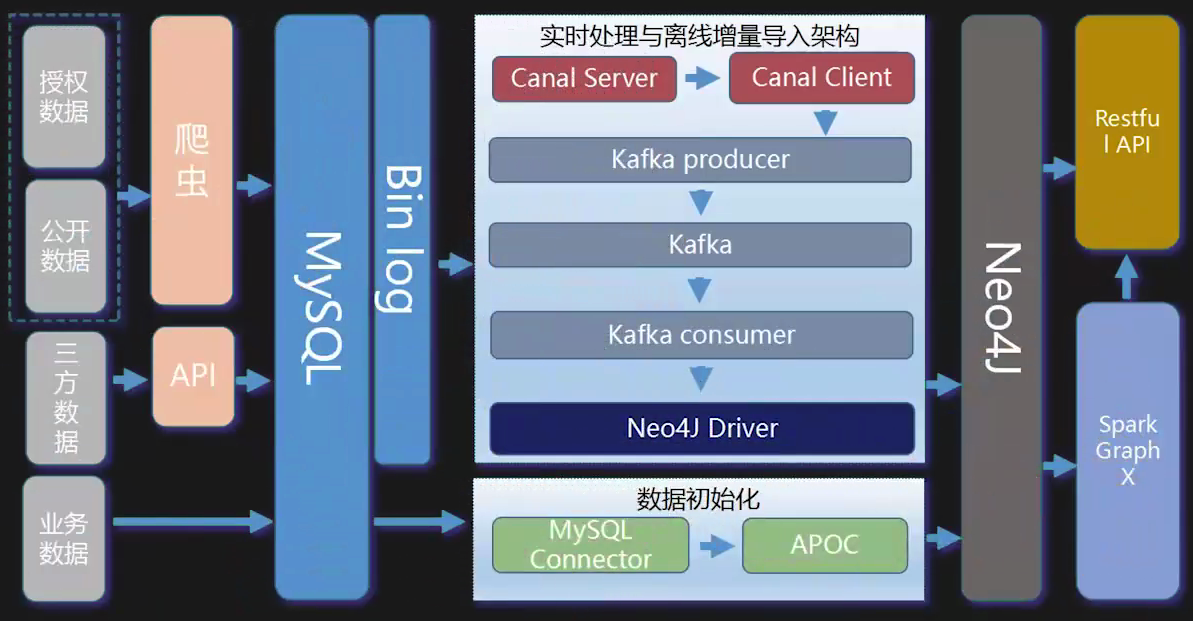 授权
数据
公开
数据
三
方
数
据
业务
数据
爬
虫
API
MySQL
Bin log
实时处理与离线增量导入架构
Canal Server
Canal Client
Kafka producer
Kafka
Kafka consumer
Neo4J Driver
数据初始化
MySQL
Connector
APOC
Neo4J
Restfu
l API
Spark
Graph
X